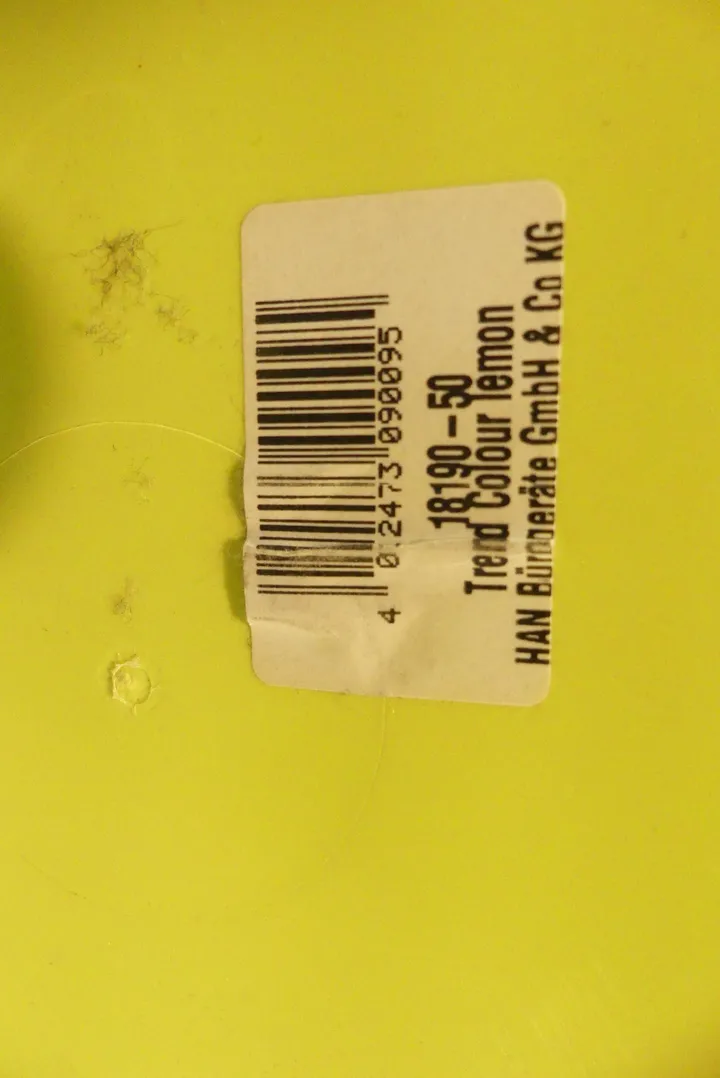 4 012473 090095
18190-50
Trend Colour lemon
HAN Bürogeräte GmbH & Co KG